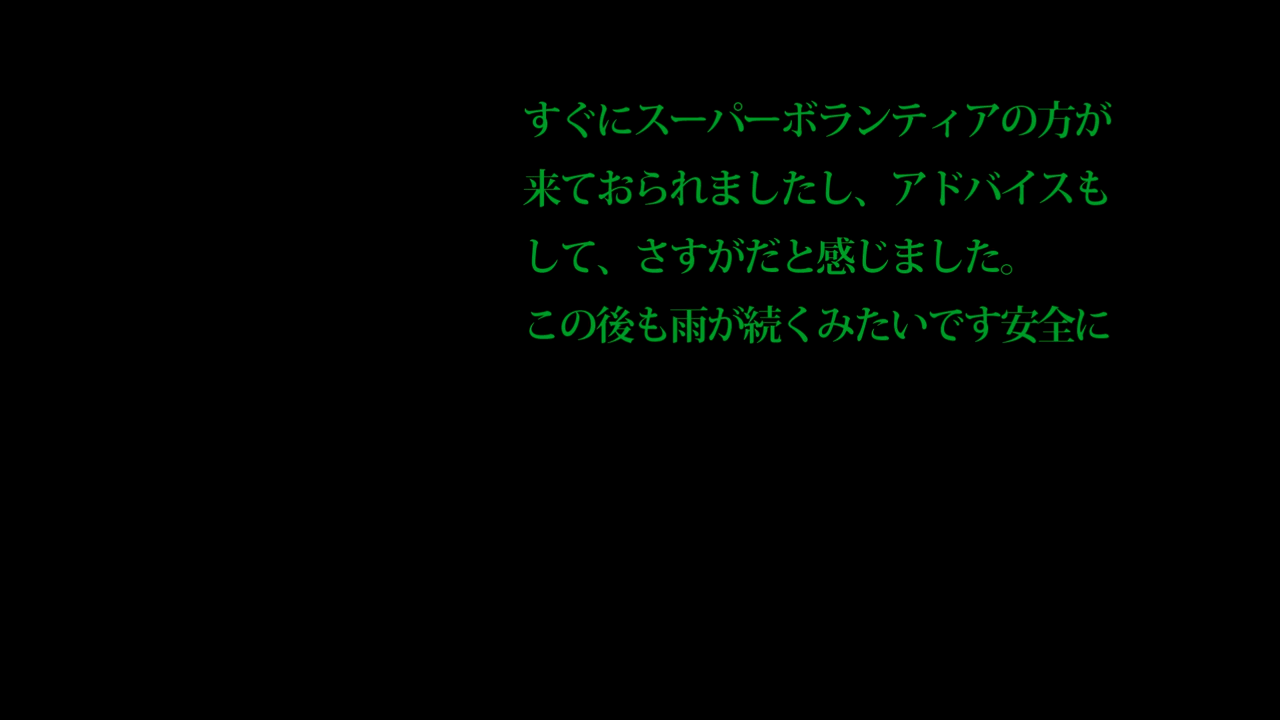 すぐにスーパーボランティアの方が
来ておられましたし、アドバイスも
して、さすがだと感じました。
この後も雨が続くみたいです安全に